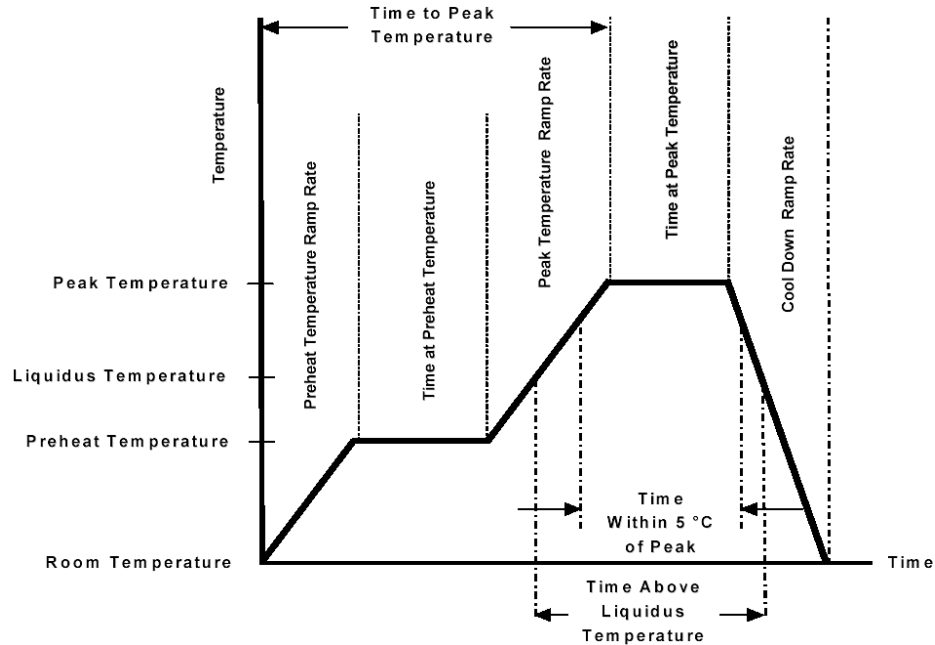 Time to Peak
Temperature
Temperature
Preheat Temperature Ramp Rate
Time at Preheat Temperature
Peak Temperature Ramp Rate
Time at Peak Temperature
Cool Down Ramp Rate
Peak Temperature
Liquidus Temperature
Preheat Temperature
Room Temperature
Time
Within 5 °C
of Peak
Time
Time Above
Liquidus
Temperature